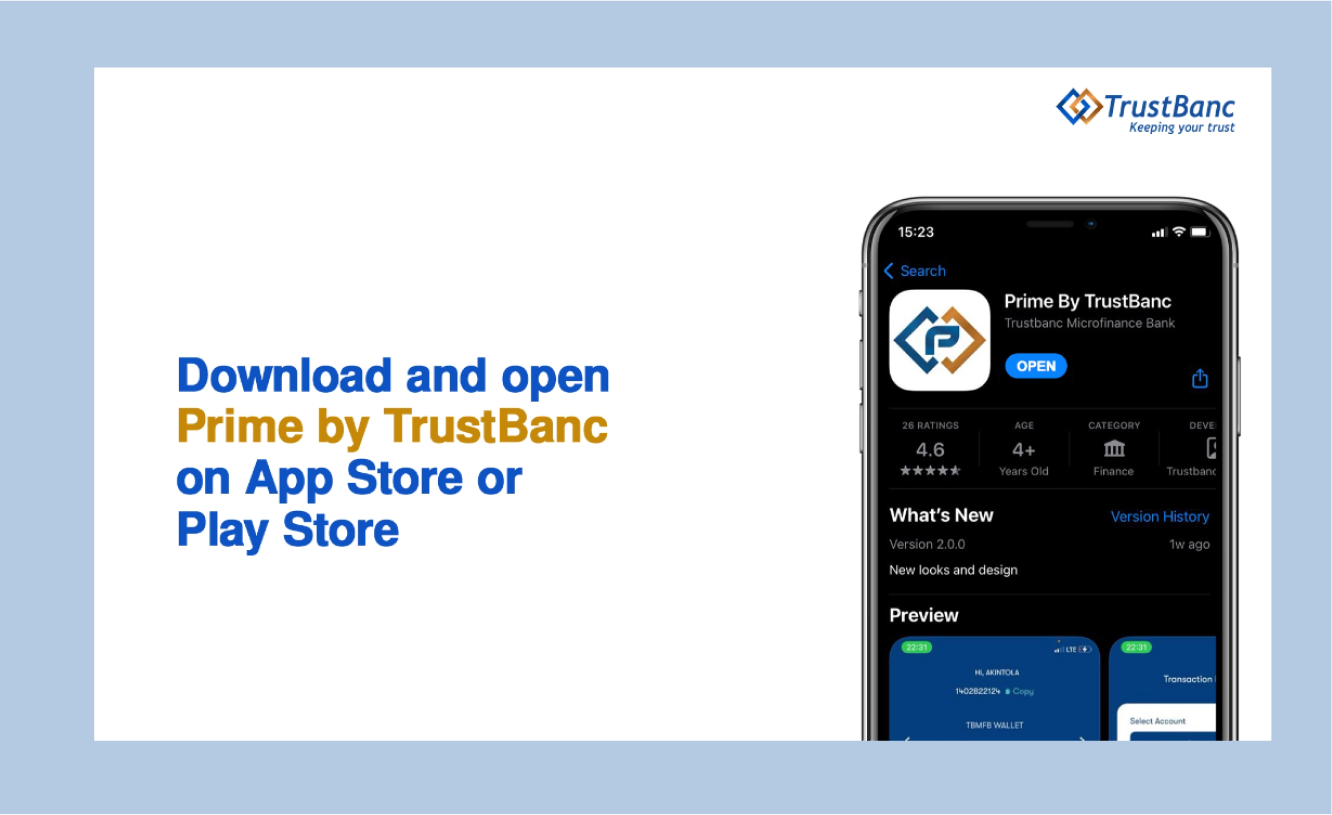 TrustBanc
Keeping your trust
Download and open
Prime by TrustBanc
on App Store or
Play Store
15:23
Search
Prime By TrustBanc
Trustbanc Microfinance Bank
OPEN
26 RATINGS
4.6
AGE
4+
Years Old
CATEGORY
Finance
DEVE
Trustbanc
What's New
Version History
Version 2.0.0
1w ago
New looks and design
Preview
22:31
LTE
HI, AKINTOLA
1402822124 Copy
TBMFB WALLET
22:31
Transaction
Select Account